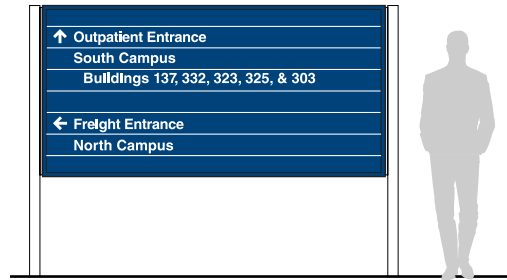 ↑ Outpatient Entrance
South Campus
Buildings 137, 332, 323, 325, & 303
← Freight Entrance
North Campus